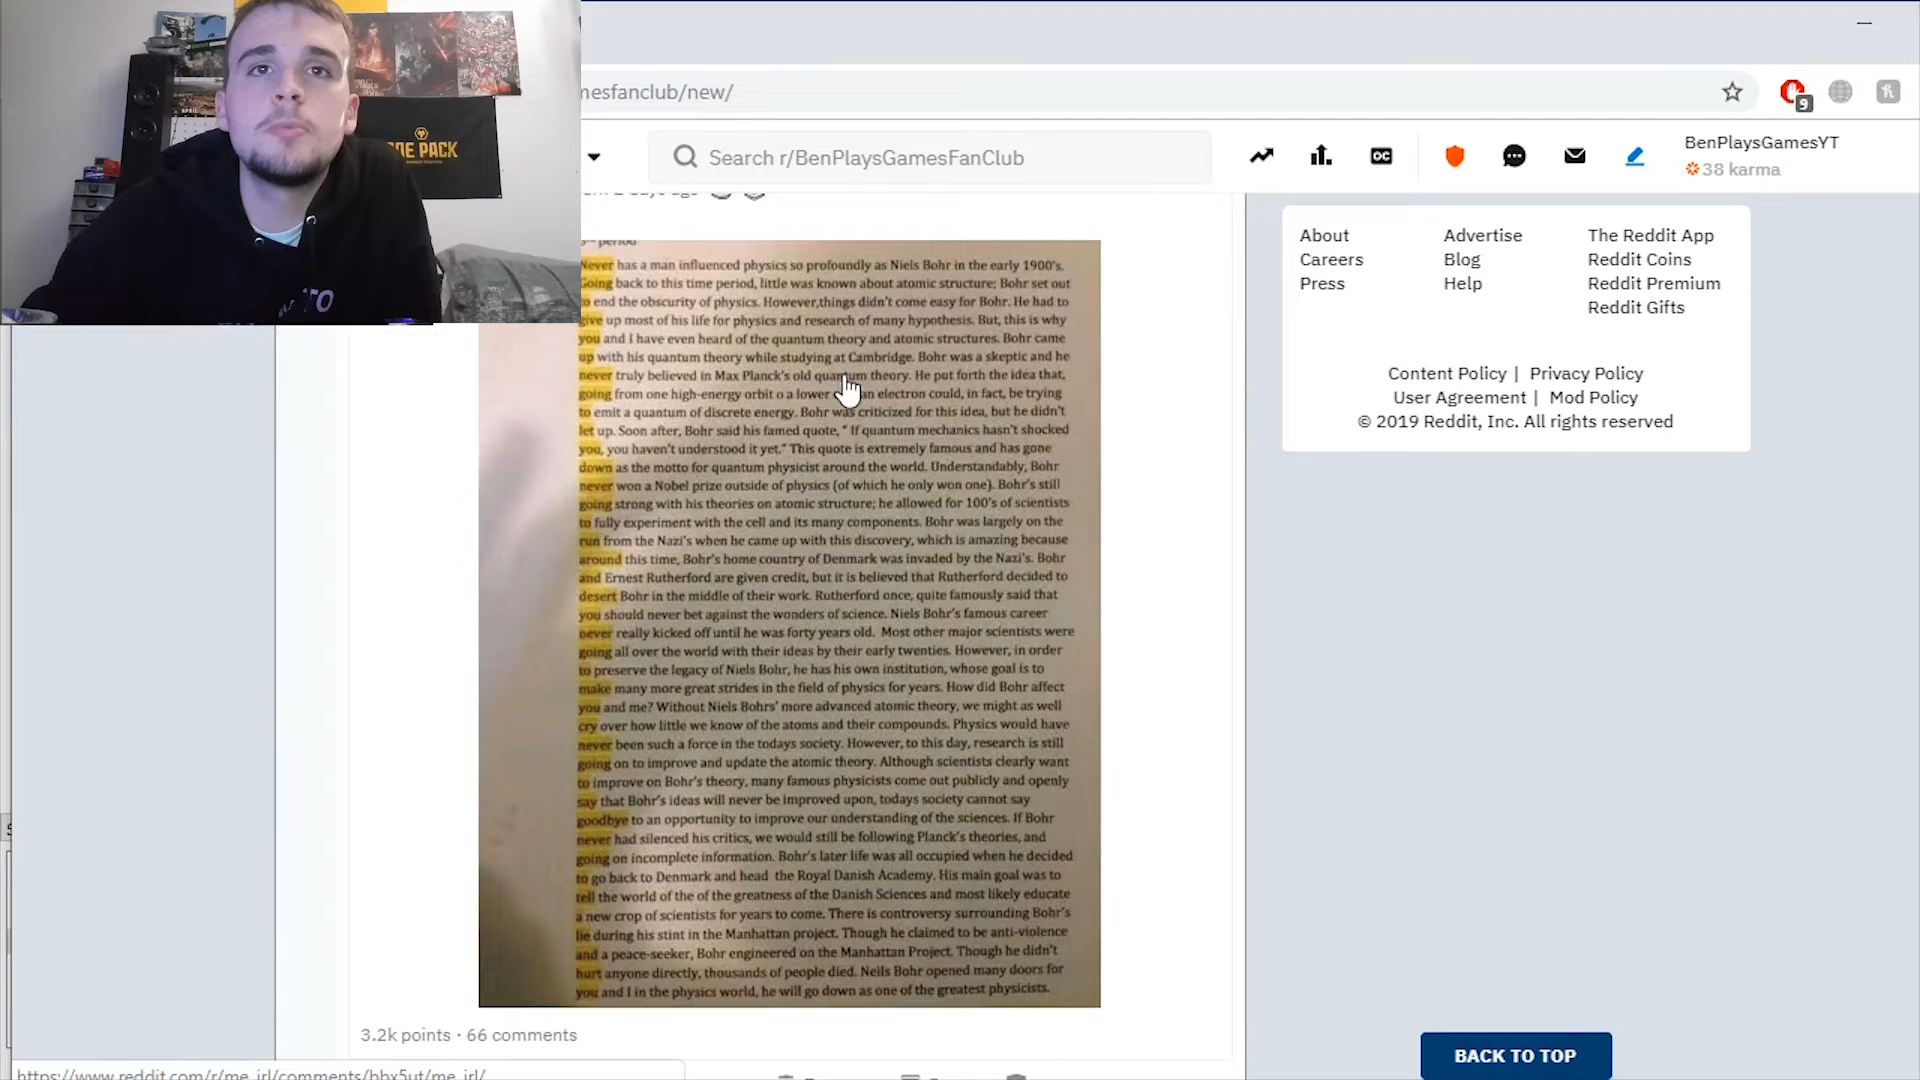 APRIL
ONE PACK
mesfanclub/new/
9
Search r/BenPlaysGamesFanClub
OC
BenPlaysGamesYT
38 karma
period
Never has a man influenced physics so profoundly as Niels Bohr in the early 1900's.
Going back to this time period, little was known about atomic structure; Bohr set out
to end the obscurity of physics. However,things didn't come easy for Bohr. He had to
give up most of his life for physics and research of many hypothesis. But, this is why
you and I have even heard of the quantum theory and atomic structures. Bohr came
up with his quantum theory while studying at Cambridge. Bohr was a skeptic and he
never truly believed in Max Planck's old quantum theory. He put forth the idea that,
going from one high-energy orbit o a lower an electron could, in fact, be trying
to emit a quantum of discrete energy. Bohr was criticized for this idea, but he didn't
let up. Soon after, Bohr said his famed quote, " If quantum mechanics hasn't shocked
you, you haven't understood it yet." This quote is extremely famous and has gone
down as the motto for quantum physicist around the world. Understandably, Bohr
never won a Nobel prize outside of physics (of which he only won one). Bohr's still
going strong with his theories on atomic structure; he allowed for 100's of scientists
to fully experiment with the cell and its many components. Bohr was largely on the
run from the Nazi's when he came up with this discovery, which is amazing because
around this time, Bohr's home country of Denmark was invaded by the Nazi's. Bohr
and Ernest Rutherford are given credit, but it is believed that Rutherford decided to
desert Bohr in the middle of their work. Rutherford once, quite famously said that
you should never bet against the wonders of science. Niels Bohr's famous career
never really kicked off until he was forty years old. Most other major scientists were
going all over the world with their ideas by their early twenties. However, in order
to preserve the legacy of Niels Bohr, he has his own institution, whose goal is to
make many more great strides in the field of physics for years. How did Bohr affect
you and me? Without Niels Bohrs' more advanced atomic theory, we might as well
cry over how little we know of the atoms and their compounds. Physics would have
never been such a force in the todays society. However, to this day, research is still
going on to improve and update the atomic theory. Although scientists clearly want
to improve on Bohr's theory, many famous physicists come out publicly and openly
say that Bohr's ideas will never be improved upon, todays society cannot say
goodbye to an opportunity to improve our understanding of the sciences. If Bohr
never had silenced his critics, we would still be following Planck's theories, and
going on incomplete information. Bohr's later life was all occupied when he decided
to go back to Denmark and head the Royal Danish Academy. His main goal was to
tell the world of the of the greatness of the Danish Sciences and most likely educate
a new crop of scientists for years to come. There is controversy surrounding Bohr's
lie during his stint in the Manhattan project. Though he claimed to be anti-violence
and a peace-seeker, Bohr engineered on the Manhattan Project. Though he didn't
hurt anyone directly, thousands of people died. Neils Bohr opened many doors for
you and I in the physics world, he will go down as one of the greatest physicists.
3.2k points · 66 comments
https://www.reddit.com/r/me_irl/comments/bbx5ut/me_irl/
About
Careers
Press
Advertise
Blog
Help
The Reddit App
Reddit Coins
Reddit Premium
Reddit Gifts
Content Policy | Privacy Policy
User Agreement | Mod Policy
© 2019 Reddit, Inc. All rights reserved
BACK TO TOP